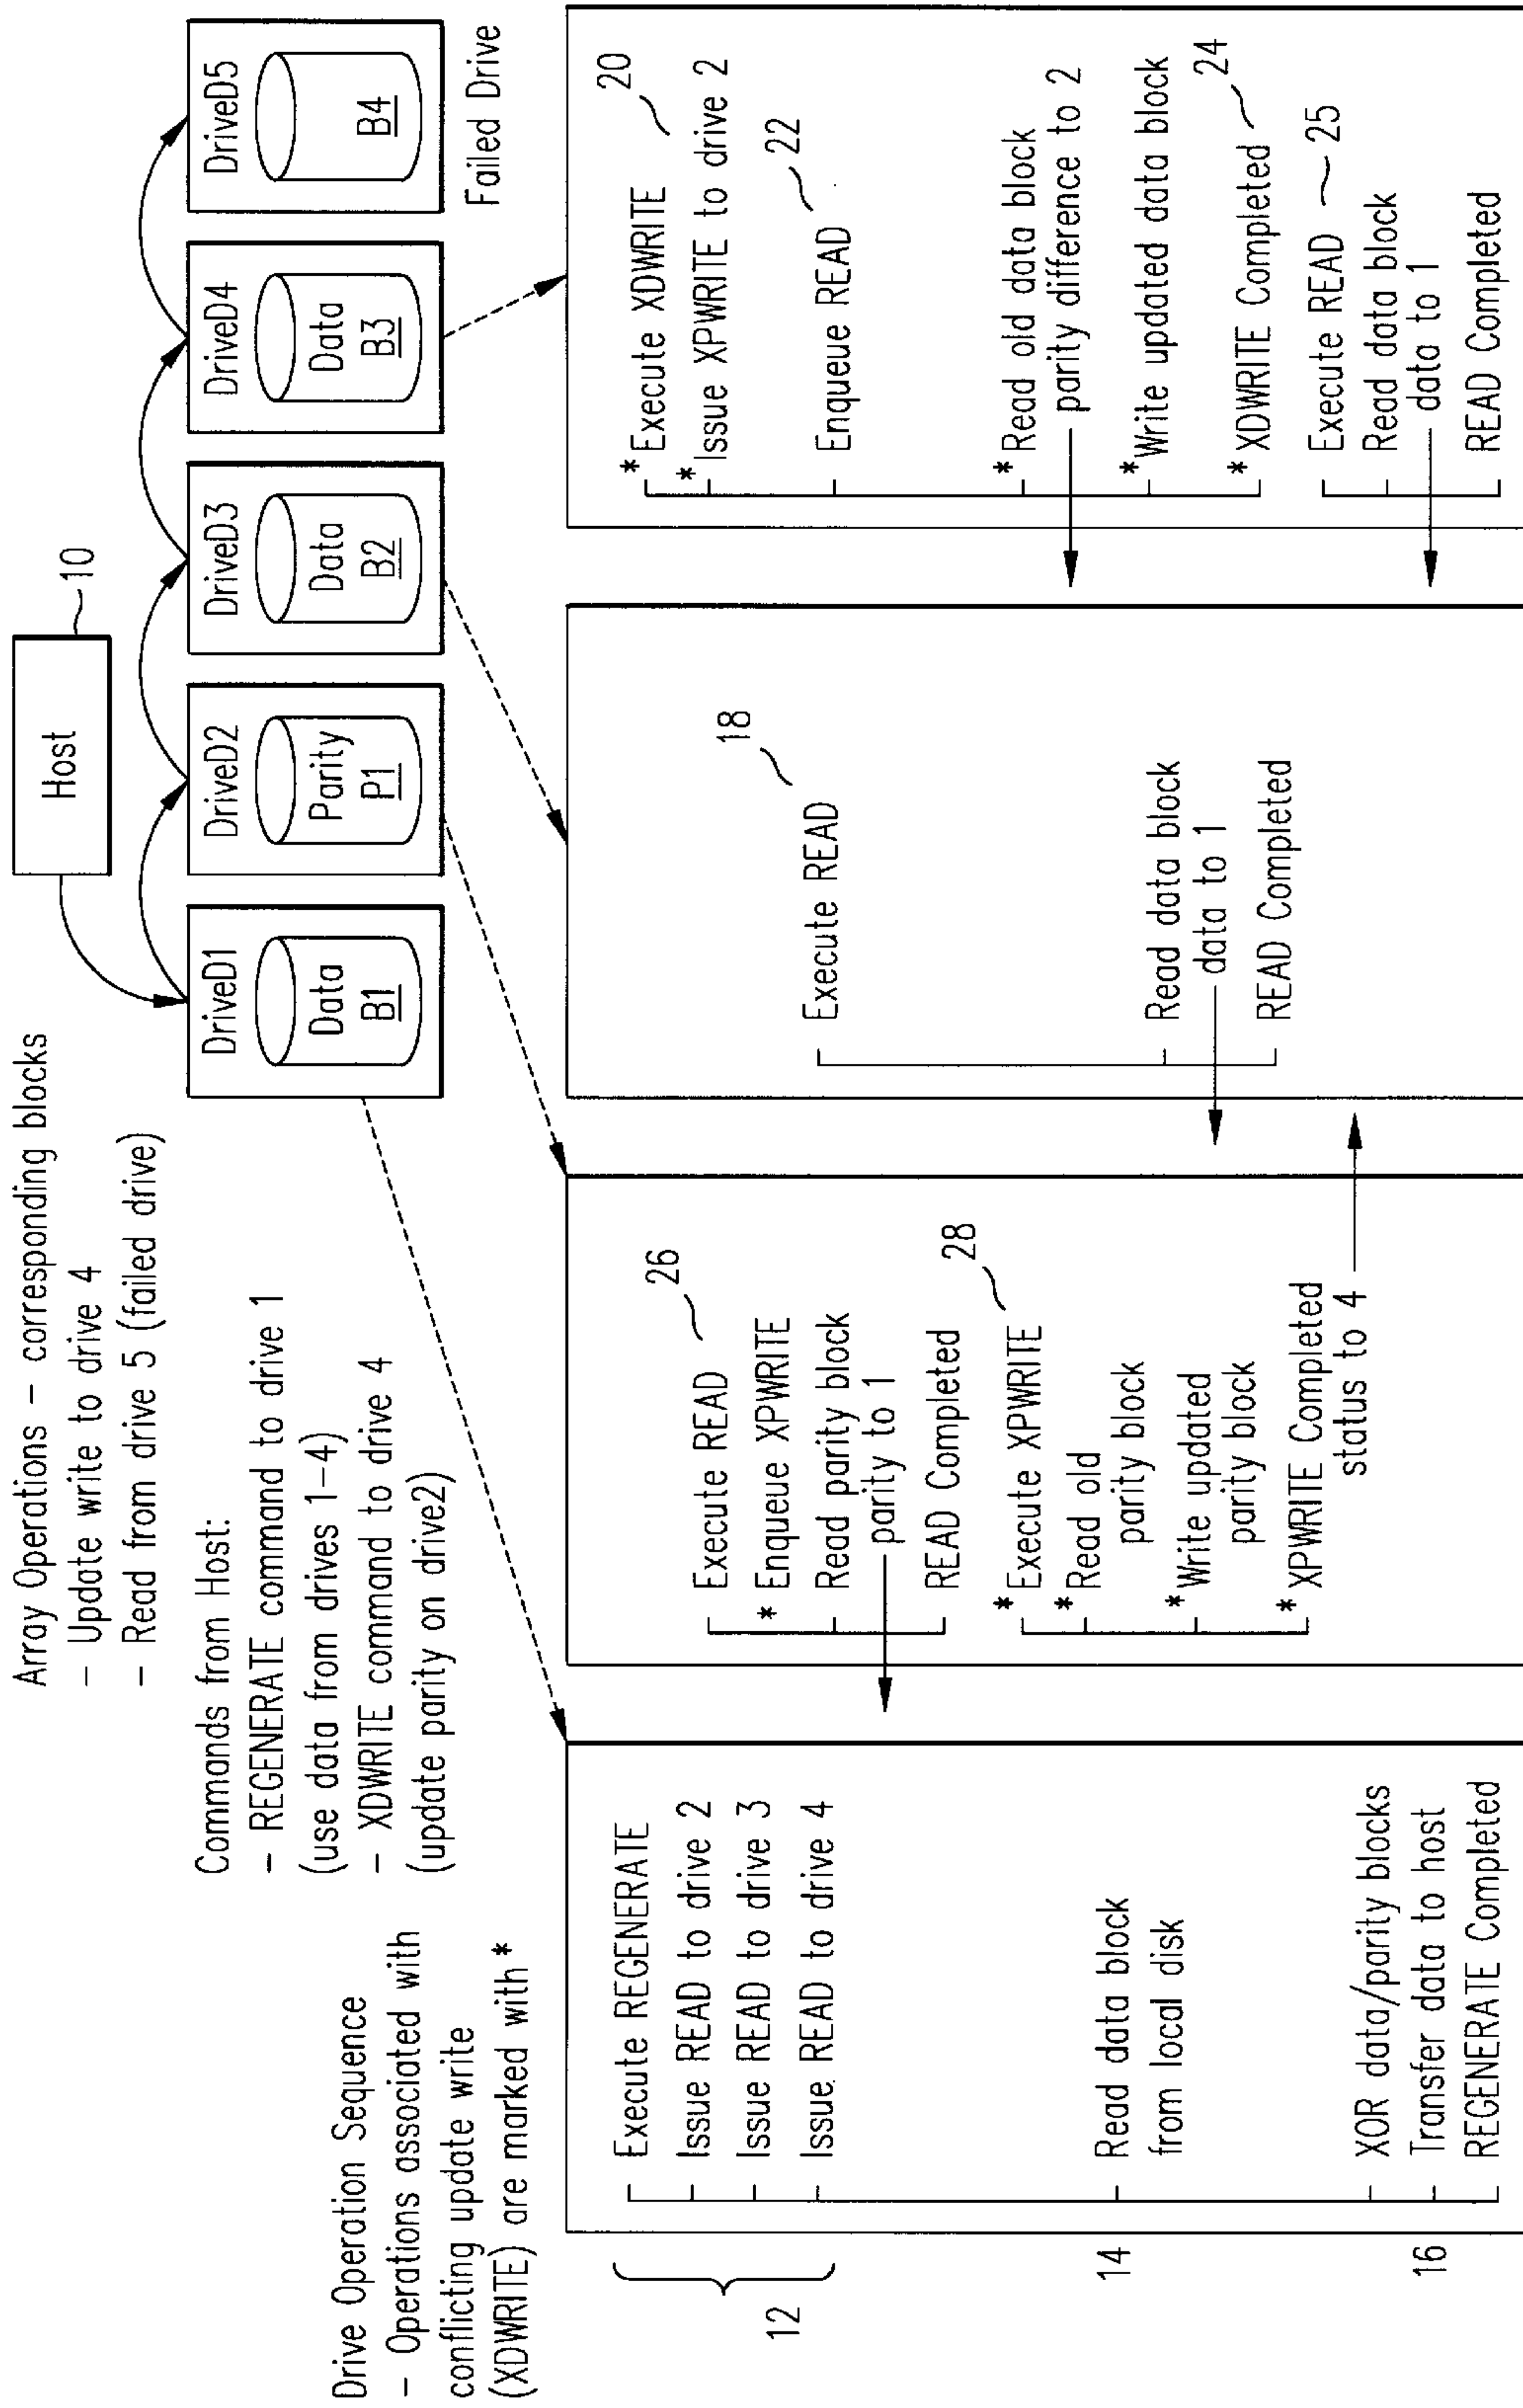 Array Operations - corresponding blocks
- Update write to drive 4
- Read from drive 5 (failed drive)
Host
10
Commands from Host:
- REGENERATE command to drive 1
(use data from drives 1-4)
- XDWRITE command to drive 4
(update parity on drive2)
DriveD1
Data
B1
DriveD2
Parity
P1
DriveD3
Data
B2
DriveD4
Data
B3
DriveD5
B4
Failed Drive
Drive Operation Sequence
- Operations associated with
conflicting update write
(XDWRITE) are marked with *
12
Execute REGENERATE
Issue READ to drive 2
Issue READ to drive 3
Issue READ to drive 4
14
Read data block
from local disk
16
XOR data/parity blocks
Transfer data to host
REGENERATE Completed
26
Execute READ
* Enqueue XPWRITE
Read parity block
parity to 1
READ Completed
28
* Execute XPWRITE
* Read old
parity block
* Write updated
parity block
* XPWRITE Completed
status to 4
18
Execute READ
Read data block
data to 1
READ Completed
20
* Execute XDWRITE
* Issue XPWRITE to drive 2
22
Enqueue READ
* Read old data block
parity difference to 2
* Write updated data block
* XDWRITE Completed
24
Execute READ
25
Read data block
data to 1
READ Completed